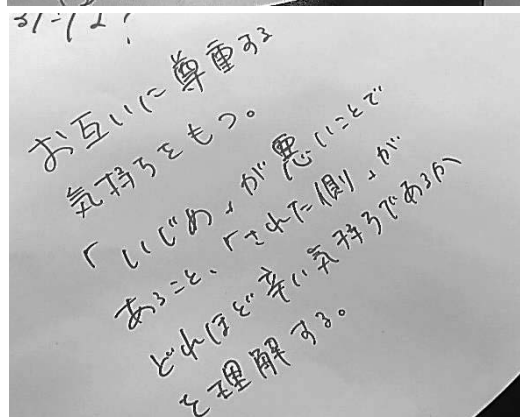 お互いに尊重する
気持ちをもつ。
「いじめ」が悪いことで
あること、「された側」が
どれほど辛い気持ちであるか
を理解する。